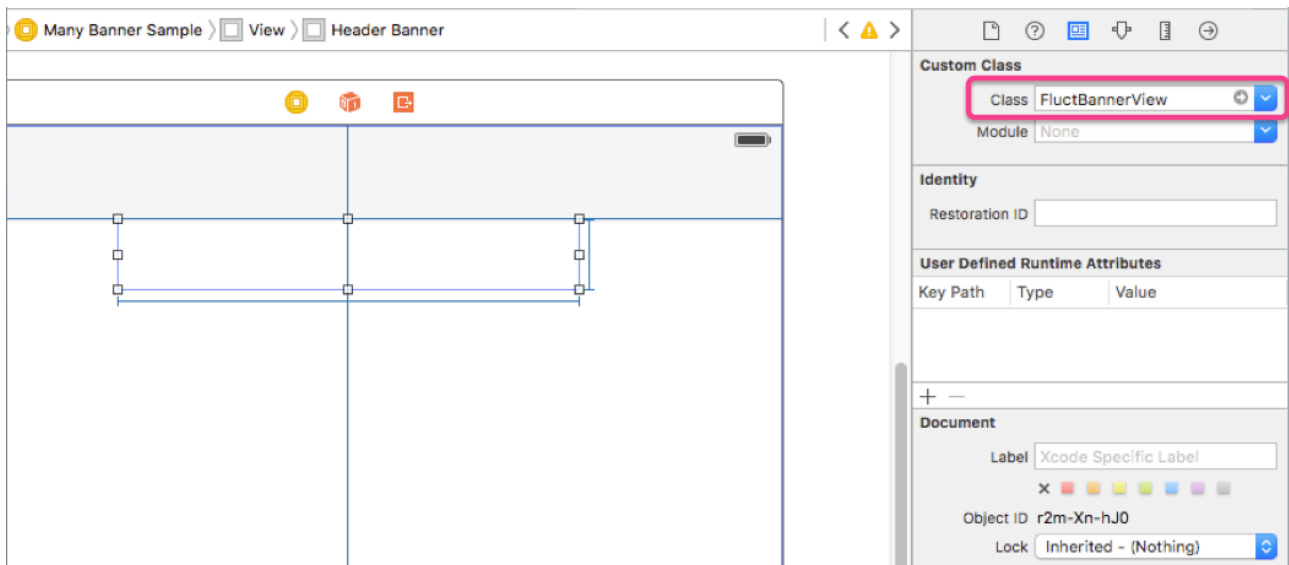 Many Banner Sample 〉 View 〉 Header Banner
Custom Class
Class FluctBannerView
Module None
Identity
Restoration ID
User Defined Runtime Attributes
Key Path Type Value
Document
Label Xcode Specific Label
Object ID r2m-Xn-hJ0
Lock Inherited - (Nothing)